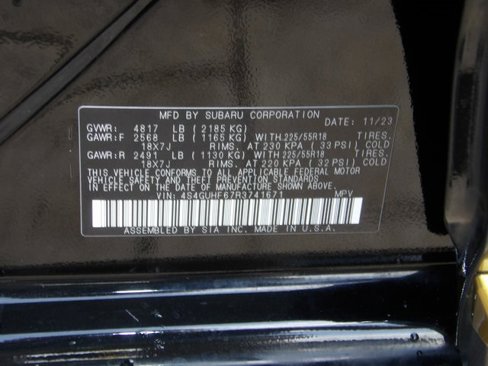 MFD BY SUBARU CORPORATION
DATE: 11/23
GVWR: 4817 LB (2185 KG)
GAWR:F 2568 LB (1165 KG) WITH 225/55R18 TIRES.
18X7J RIMS, AT 230 KPA (33 PSI) COLD
GAWR:R 2491 LB (1130 KG) WITH 225/55R18 TIRES.
18X7J RIMS, AT 220 KPA (32 PSI) COLD
THIS VEHICLE CONFORMS TO ALL APPLICABLE FEDERAL MOTOR
VEHICLE SAFETY AND THEFT PREVENTION STANDARDS IN
EFFECT ON THE DATE OF MANUFACTURE SHOWN ABOVE.
VIN: 4S4GUHF67R3741671 MPV
ASSEMBLED BY SIA INC. MADE IN U.S.A.